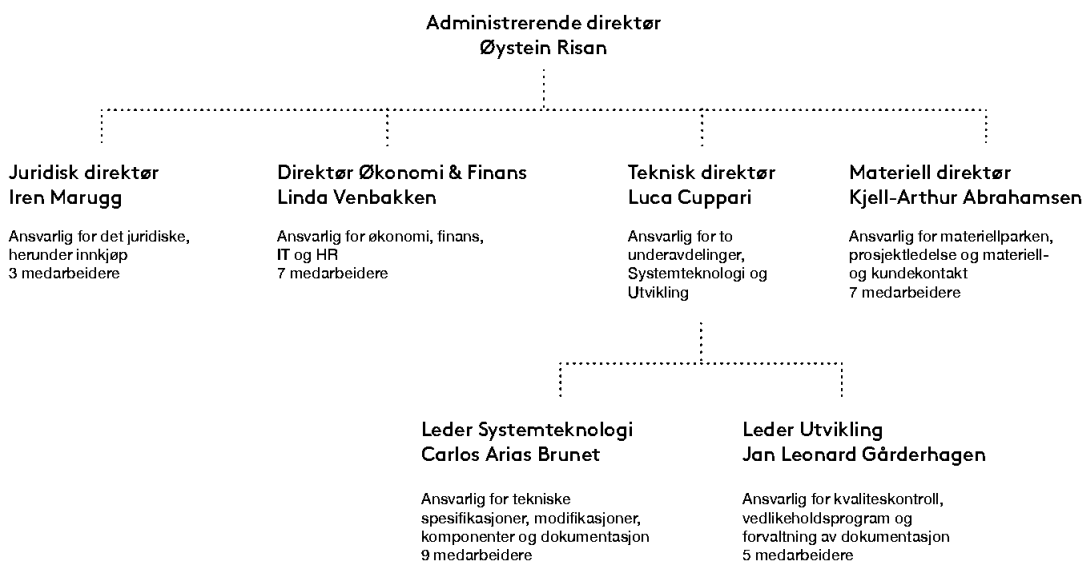 Administrerende direktør
Øystein Risan
Juridisk direktør
Iren Marugg
Ansvarlig for det juridiske,
herunder innkjøp
3 medarbeidere
Direktør Økonomi & Finans
Linda Venbakken
Ansvarlig for økonomi, finans,
IT og HR
7 medarbeidere
Teknisk direktør
Luca Cuppari
Ansvarlig for to
underavdelinger,
Systemteknologi og
Utvikling
Materiell direktør
Kjell-Arthur Abrahamsen
Ansvarlig for materiellparken,
prosjektledelse og materiell-
og kundekontakt
7 medarbeidere
Leder Systemteknologi
Carlos Arias Brunet
Ansvarlig for tekniske
spesifikasjoner, modifikasjoner,
komponenter og dokumentasjon
9 medarbeidere
Leder Utvikling
Jan Leonard Gårderhagen
Ansvarlig for kvaliteskontroll,
vedlikeholdsprogram og
forvaltning av dokumentasjon
5 medarbeidere